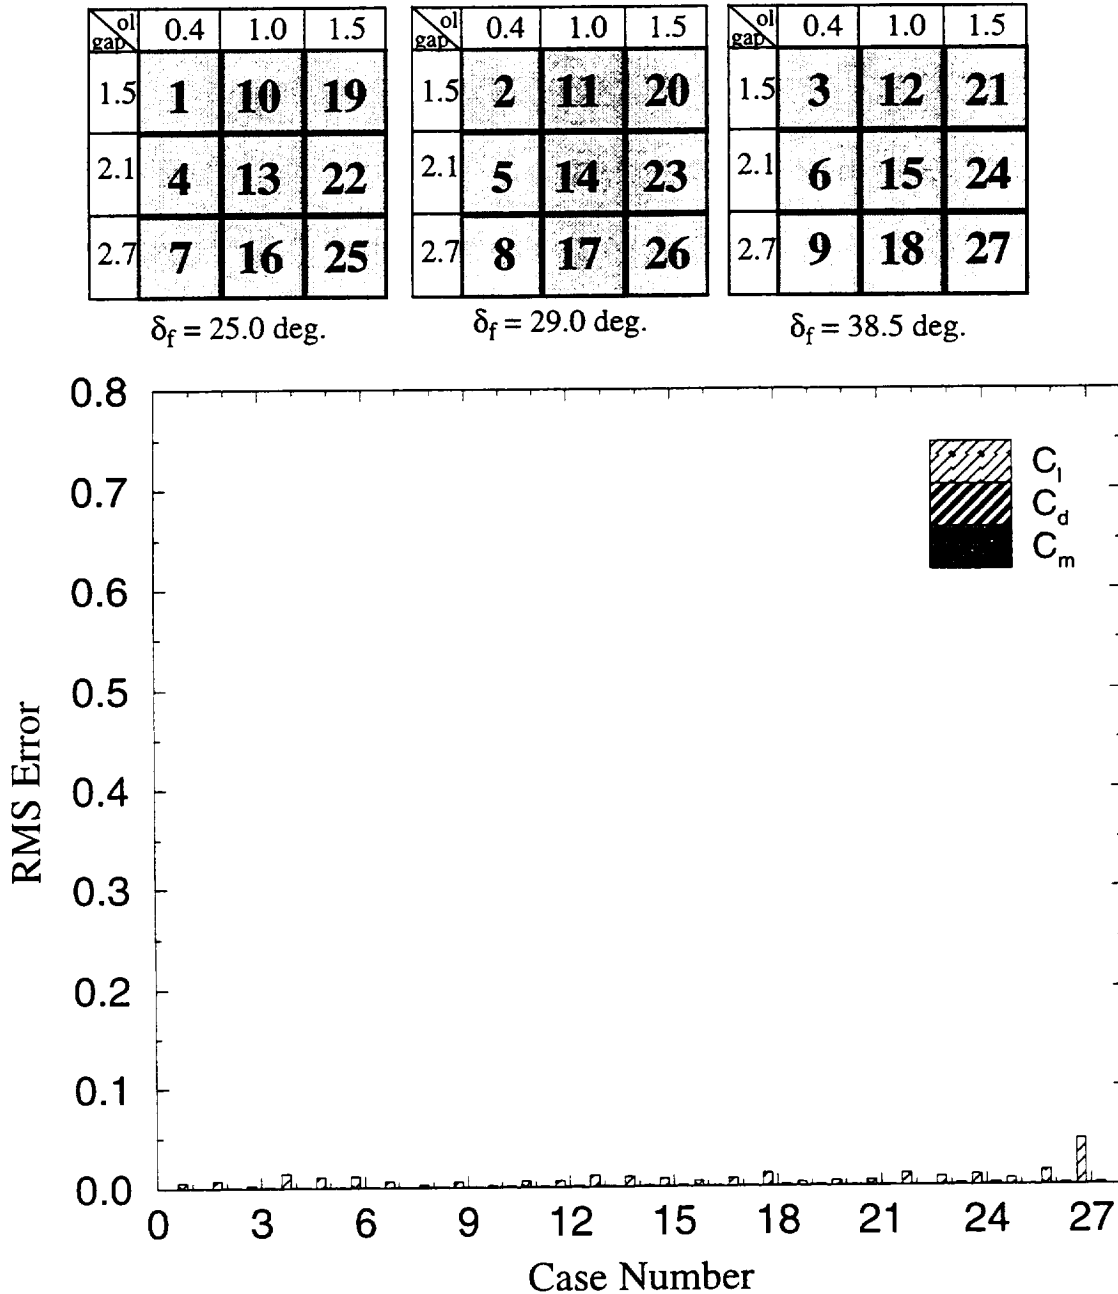 ol 0.4 1.0 1.5
gap
1.5 1 10 19
2.1 4 13 22
2.7 7 16 25
δf = 25.0 deg.
ol 0.4 1.0 1.5
gap
1.5 2 11 20
2.1 5 14 23
2.7 8 17 26
δf = 29.0 deg.
ol 0.4 1.0 1.5
gap
1.5 3 12 21
2.1 6 15 24
2.7 9 18 27
δf = 38.5 deg.
0.8
0.7
0.6
0.5
0.4
0.3
0.2
0.1
0.0
RMS Error
Cl
Cd
Cm
0 3 6 9 12 15 18 21 24 27
Case Number